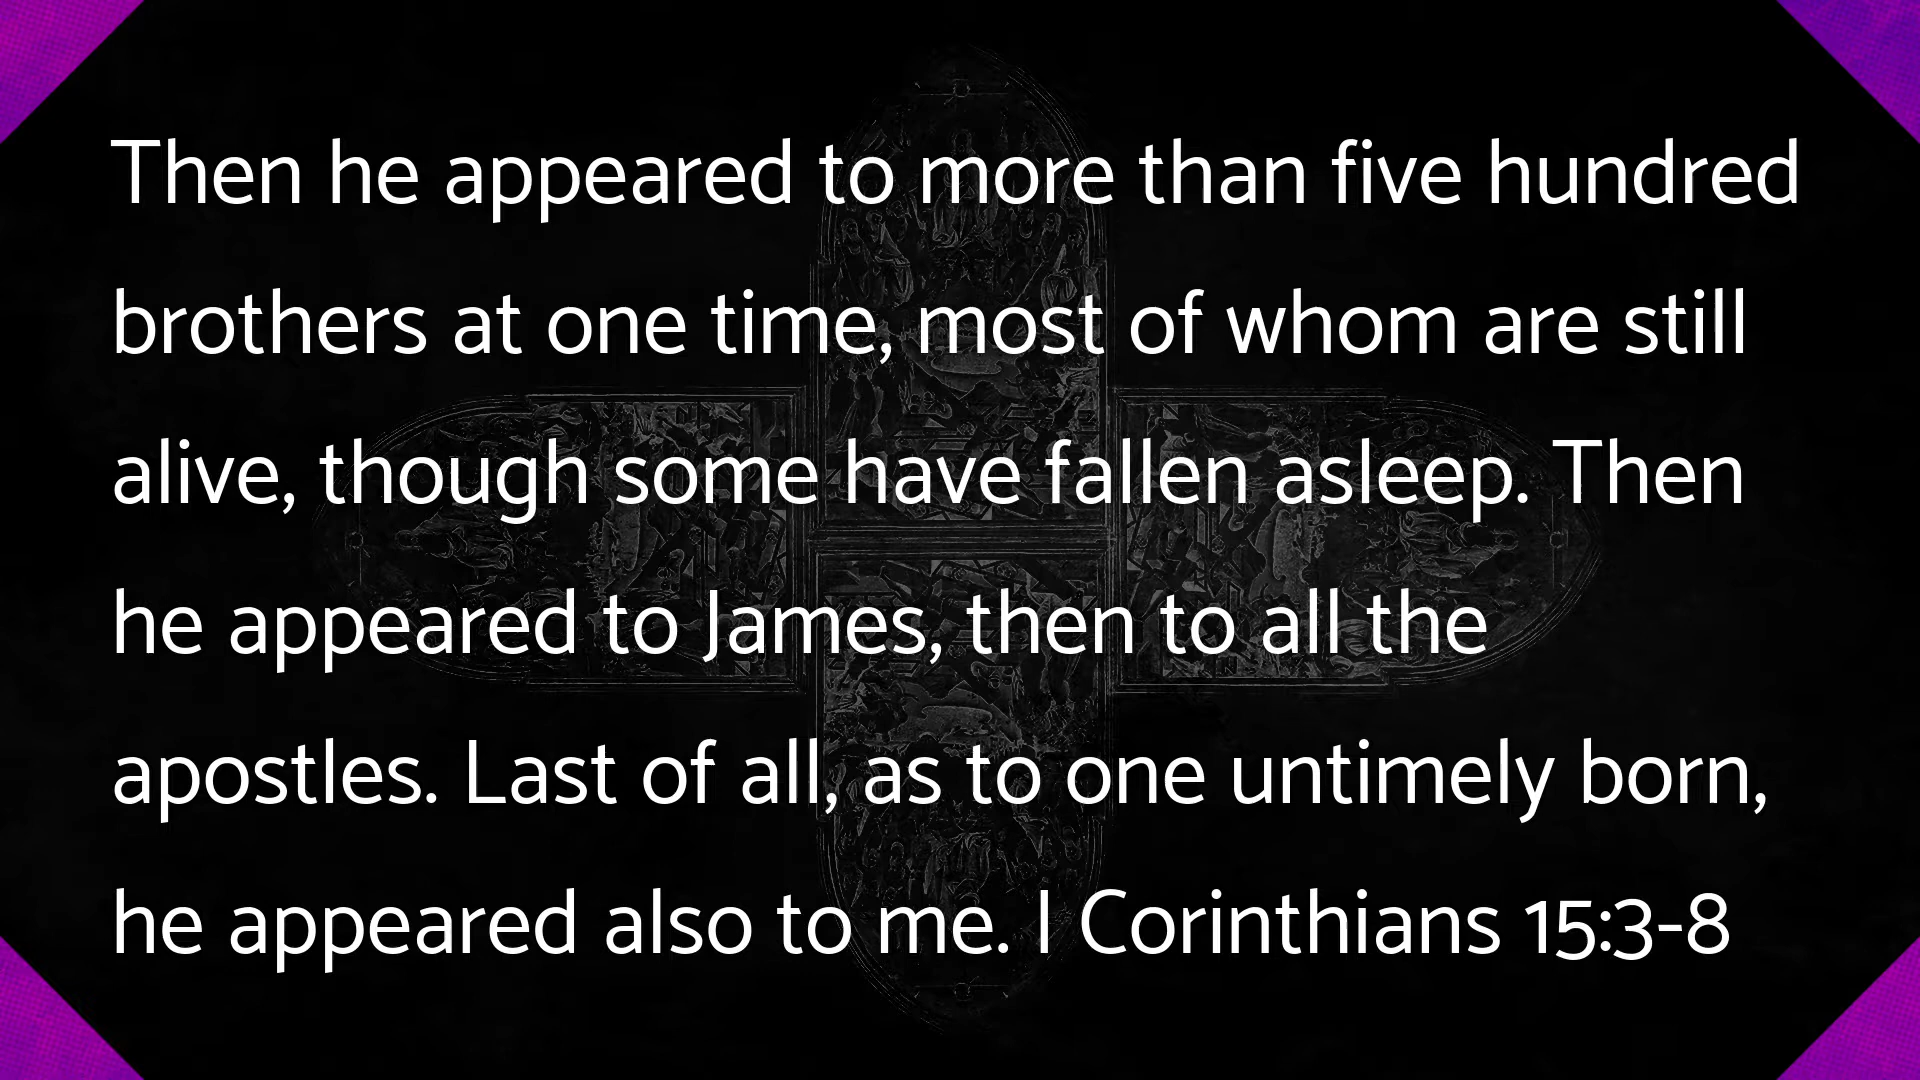 Then he appeared to more than five hundred
brothers at one time, most of whom are still
alive, though some have fallen asleep. Then
he appeared to James, then to all the
apostles. Last of all, as to one untimely born,
he appeared also to me. I Corinthians 15:3-8